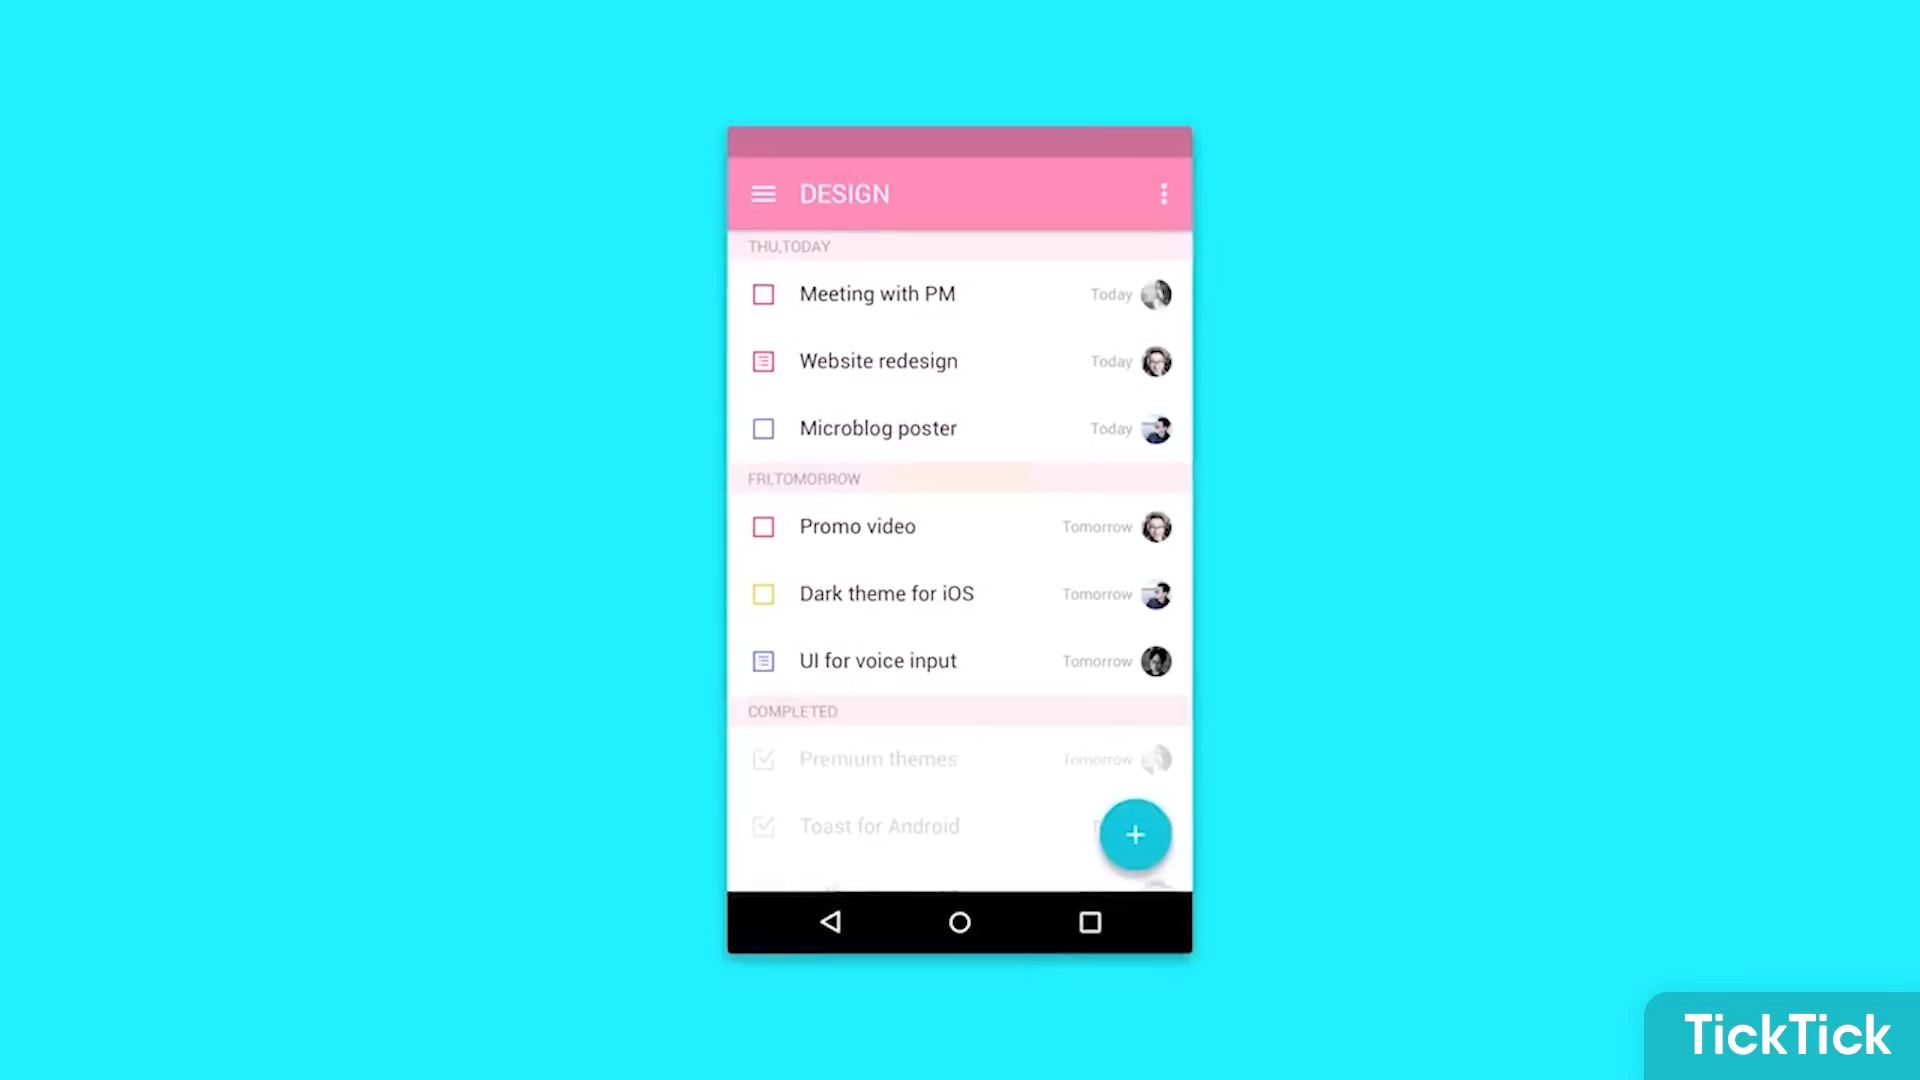 DESIGN
THU,TODAY
Meeting with PM Today
Website redesign Today
Microblog poster Today
FRI,TOMORROW
Promo video Tomorrow
Dark theme for iOS Tomorrow
UI for voice input Tomorrow
COMPLETED
Premium themes Tomorrow
Toast for Android
TickTick